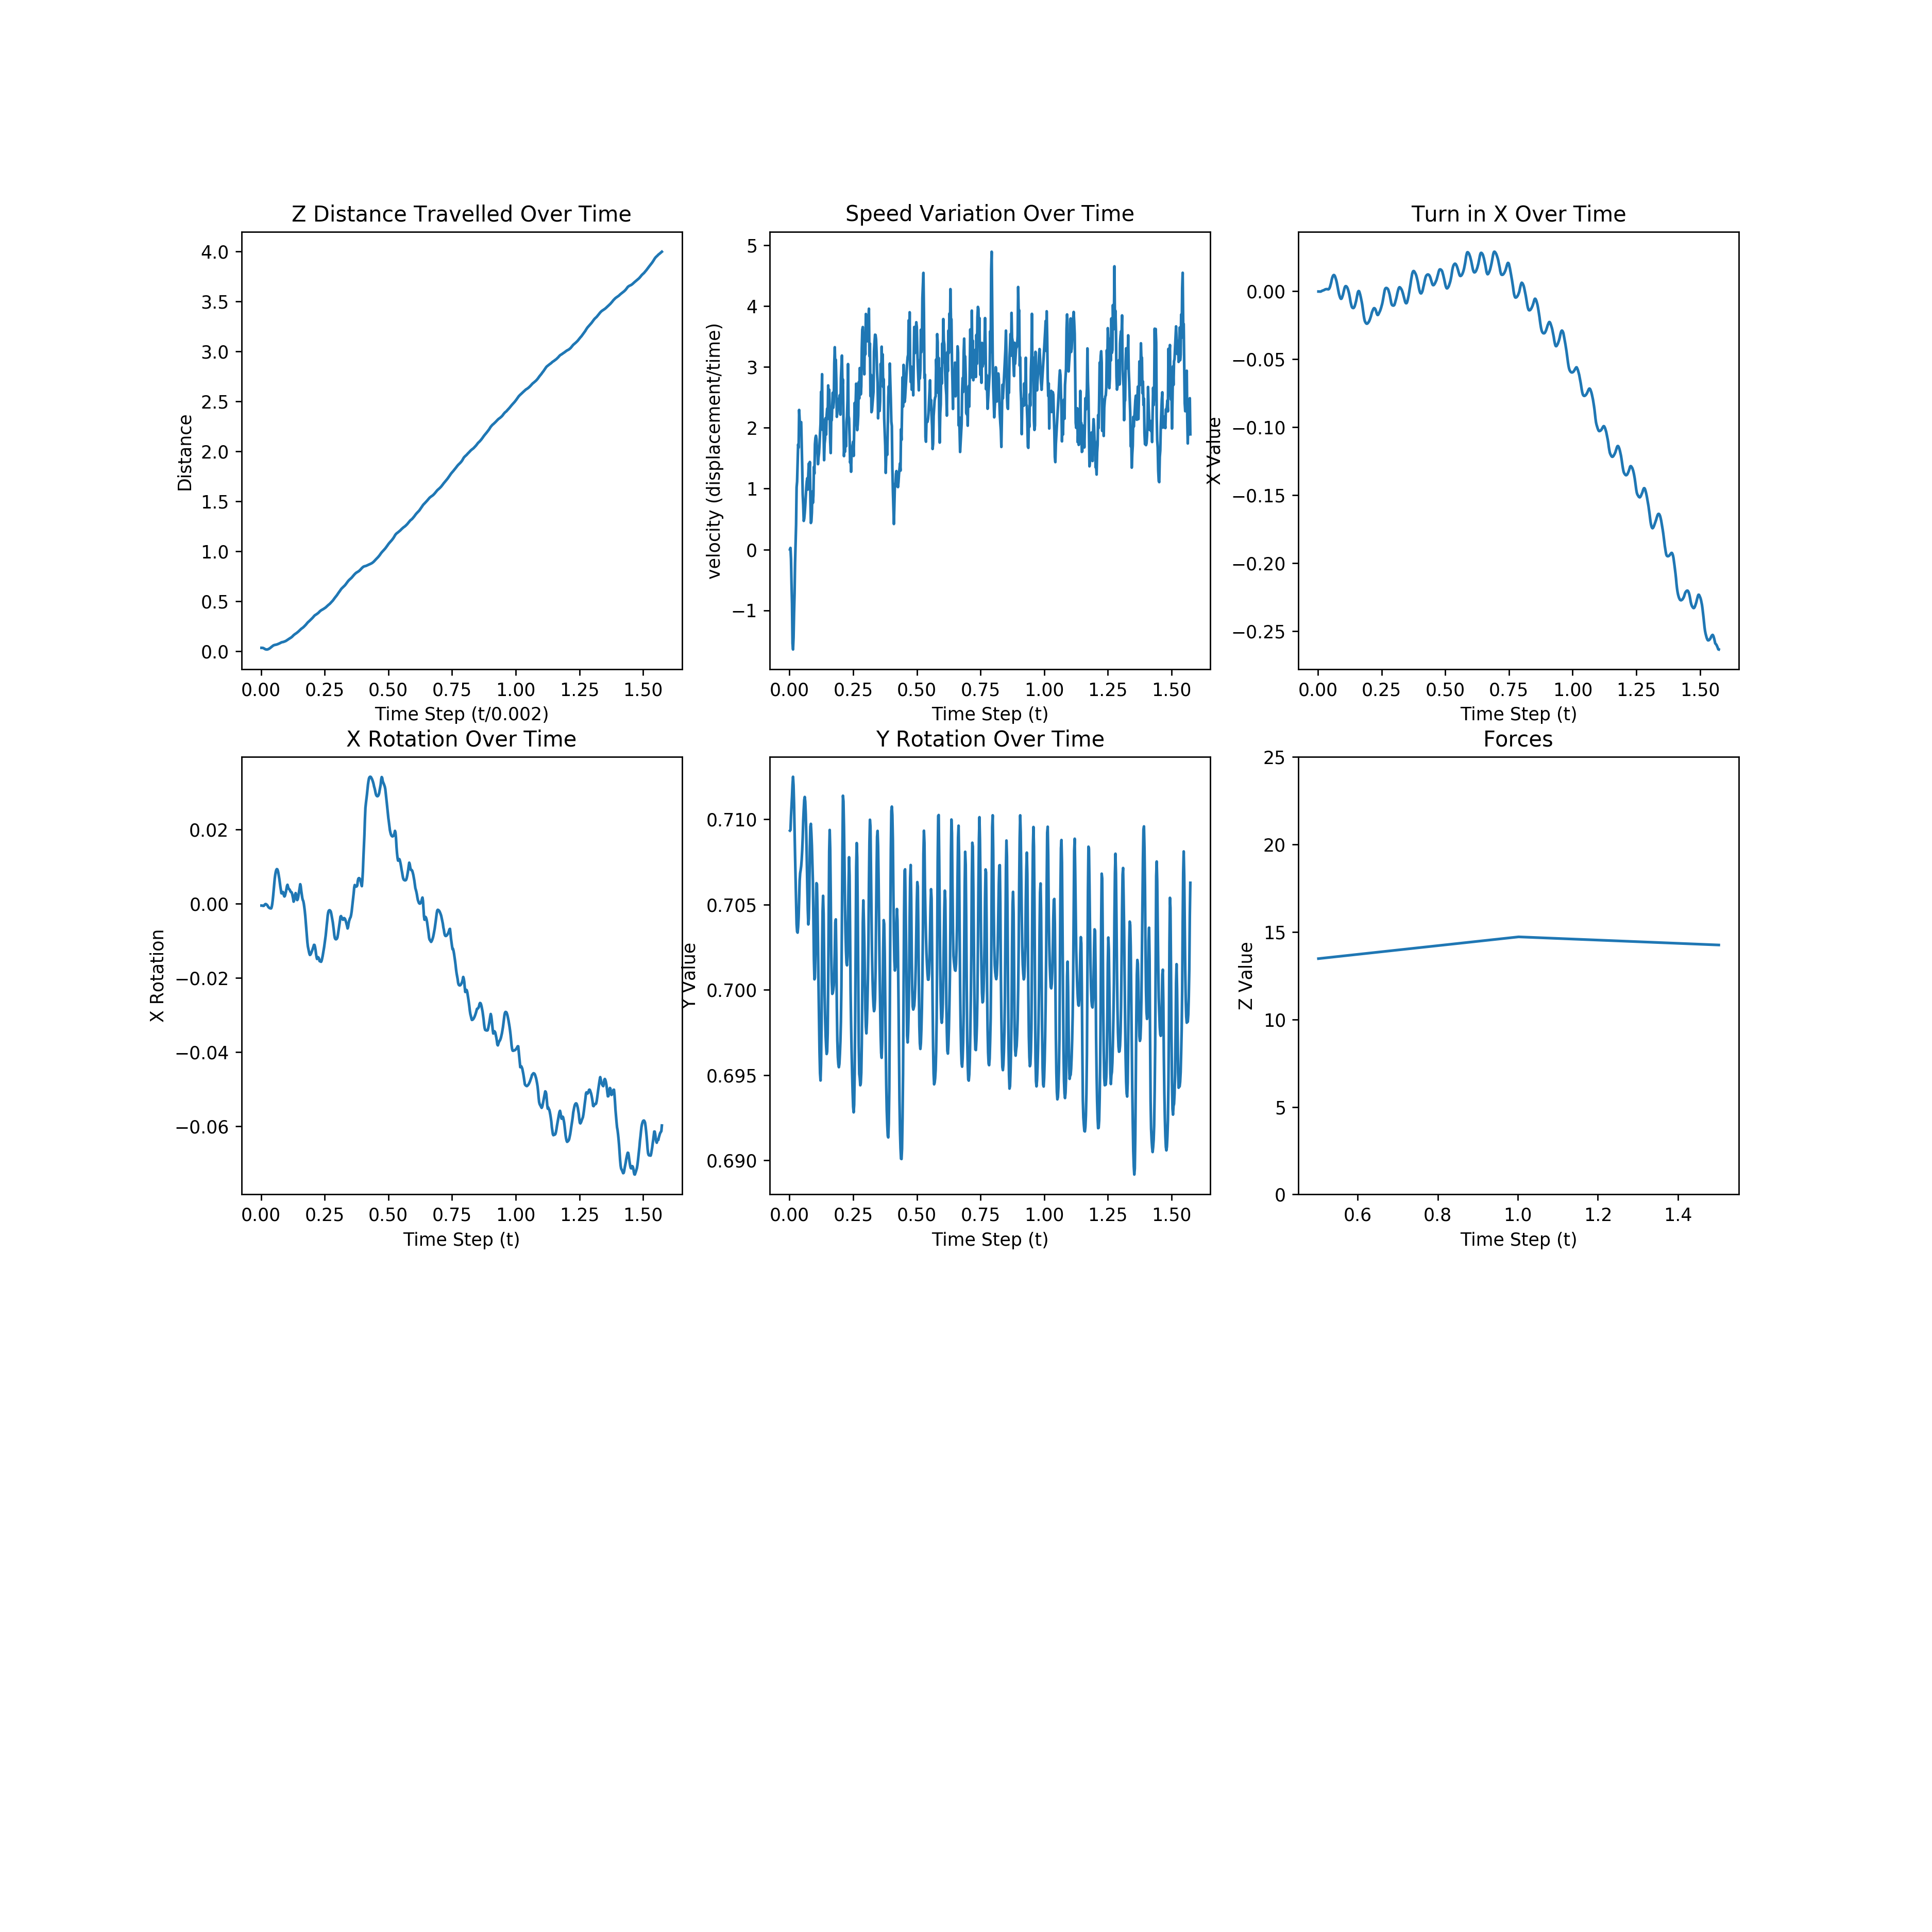 Z Distance Travelled Over Time
4.0
3.5
3.0
2.5
2.0
1.5
1.0
0.5
0.0
Distance
0.00 0.25 0.50 0.75 1.00 1.25 1.50
Time Step (t/0.002)
Speed Variation Over Time
5
4
3
2
1
0
−1
velocity (displacement/time)
0.00 0.25 0.50 0.75 1.00 1.25 1.50
Time Step (t)
Turn in X Over Time
0.00
−0.05
−0.10
−0.15
−0.20
−0.25
X Value
0.00 0.25 0.50 0.75 1.00 1.25 1.50
Time Step (t)
X Rotation Over Time
0.02
0.00
−0.02
−0.04
−0.06
X Rotation
0.00 0.25 0.50 0.75 1.00 1.25 1.50
Time Step (t)
Y Rotation Over Time
0.710
0.705
0.700
0.695
0.690
Y Value
0.00 0.25 0.50 0.75 1.00 1.25 1.50
Time Step (t)
Forces
25
20
15
10
5
0
Z Value
0.6 0.8 1.0 1.2 1.4
Time Step (t)